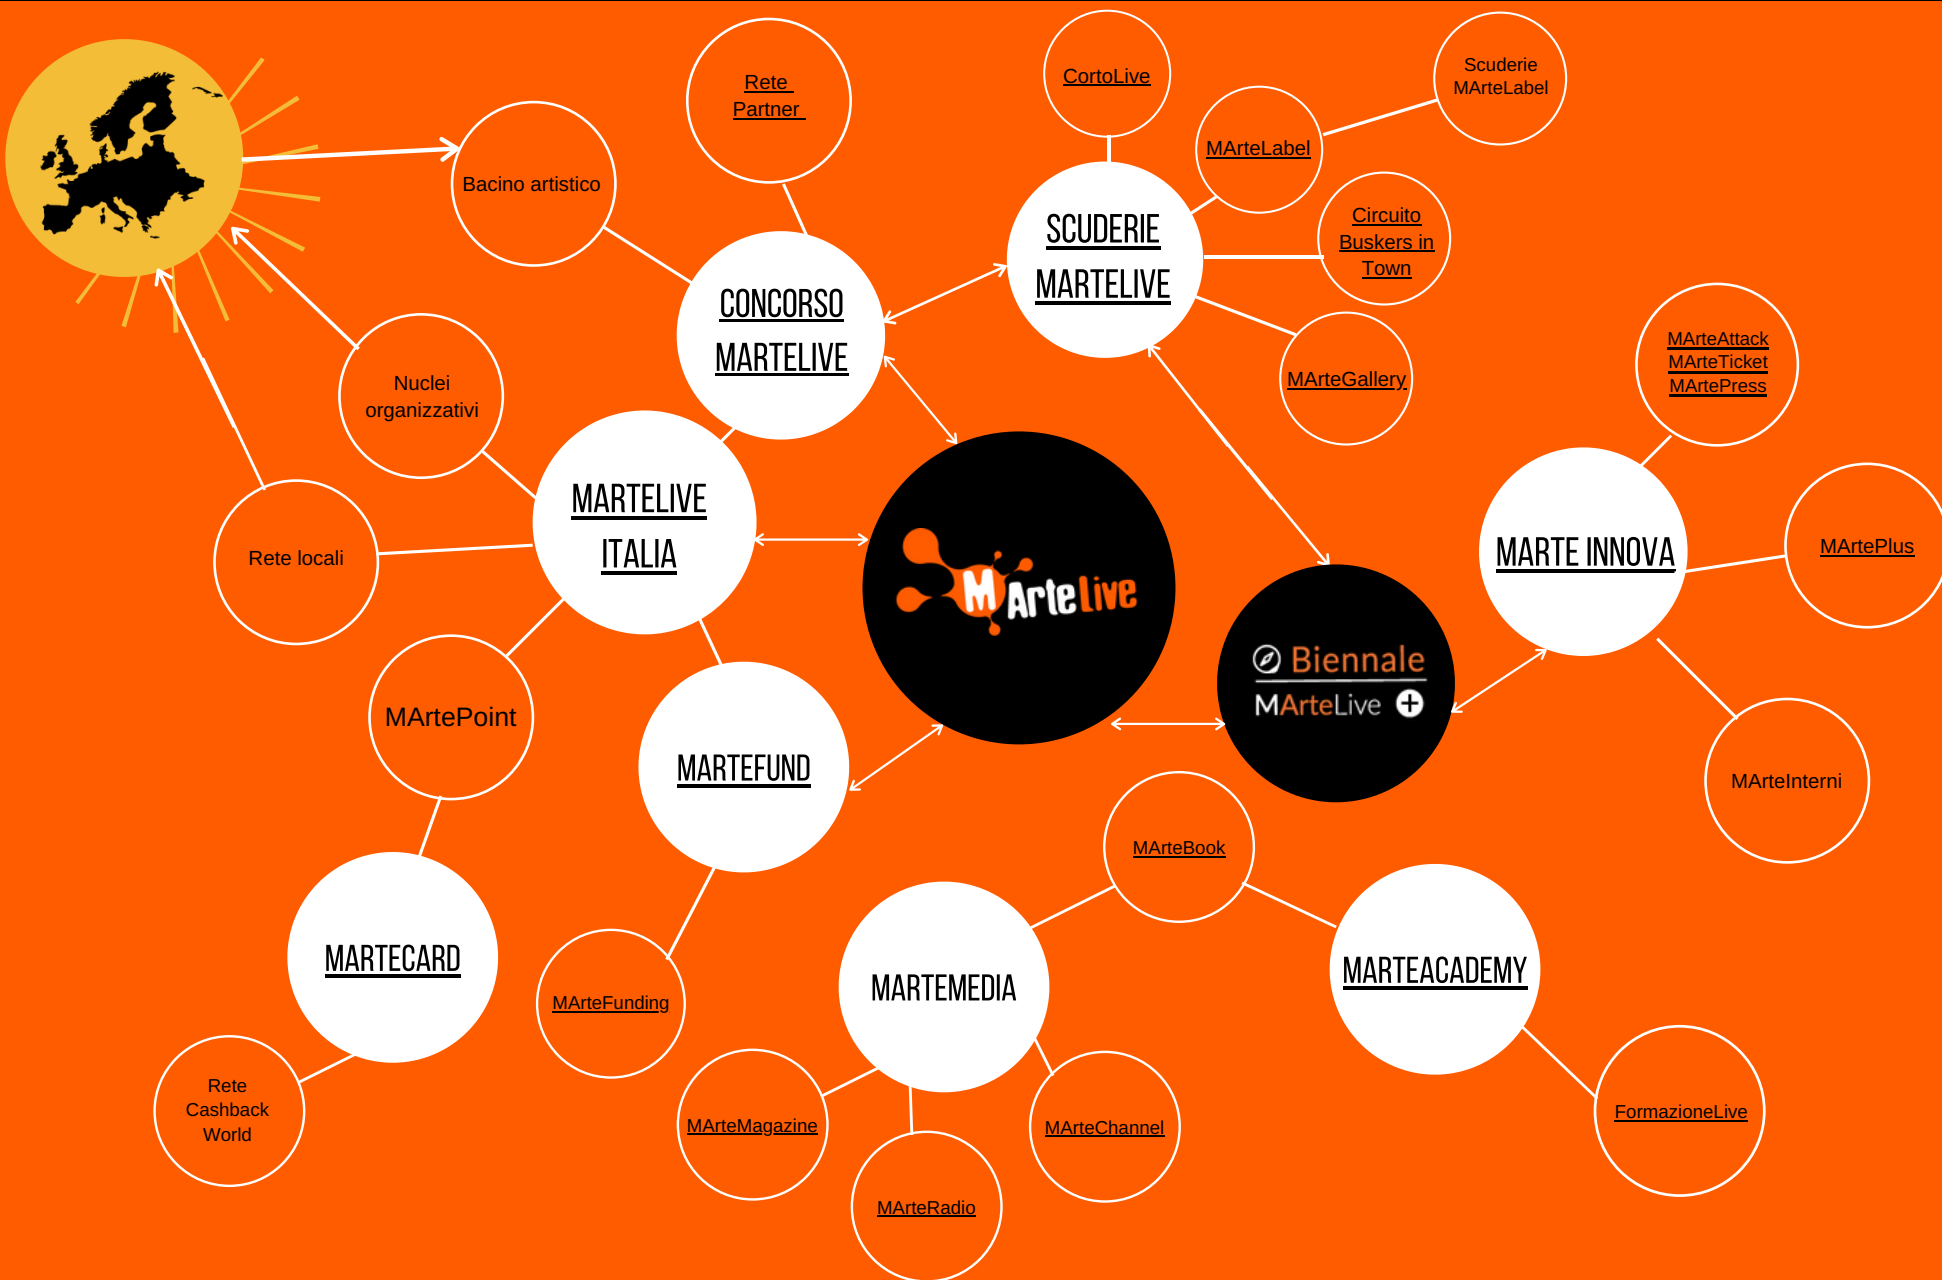 CortoLive
Scuderie
MArteLabel
Rete
Partner
MArteLabel
Bacino artistico
Circuito
Buskers in
Town
SCUDERIE
MARTELIVE
CONCORSO
MARTELIVE
MArteGallery
MArteAttack
MArteTicket
MArtePress
Nuclei
organizzativi
MARTELIVE
ITALIA
Rete locali
MArteLive
MARTE INNOVA
MArtePlus
Biennale
MArteLive +
MArtePoint
MARTEFUND
MArteInterni
MArteBook
MARTECARD
MARTEMEDIA
MARTEACADEMY
MArteFunding
Rete
Cashback
World
MArteMagazine
MArteChannel
FormazioneLive
MArteRadio